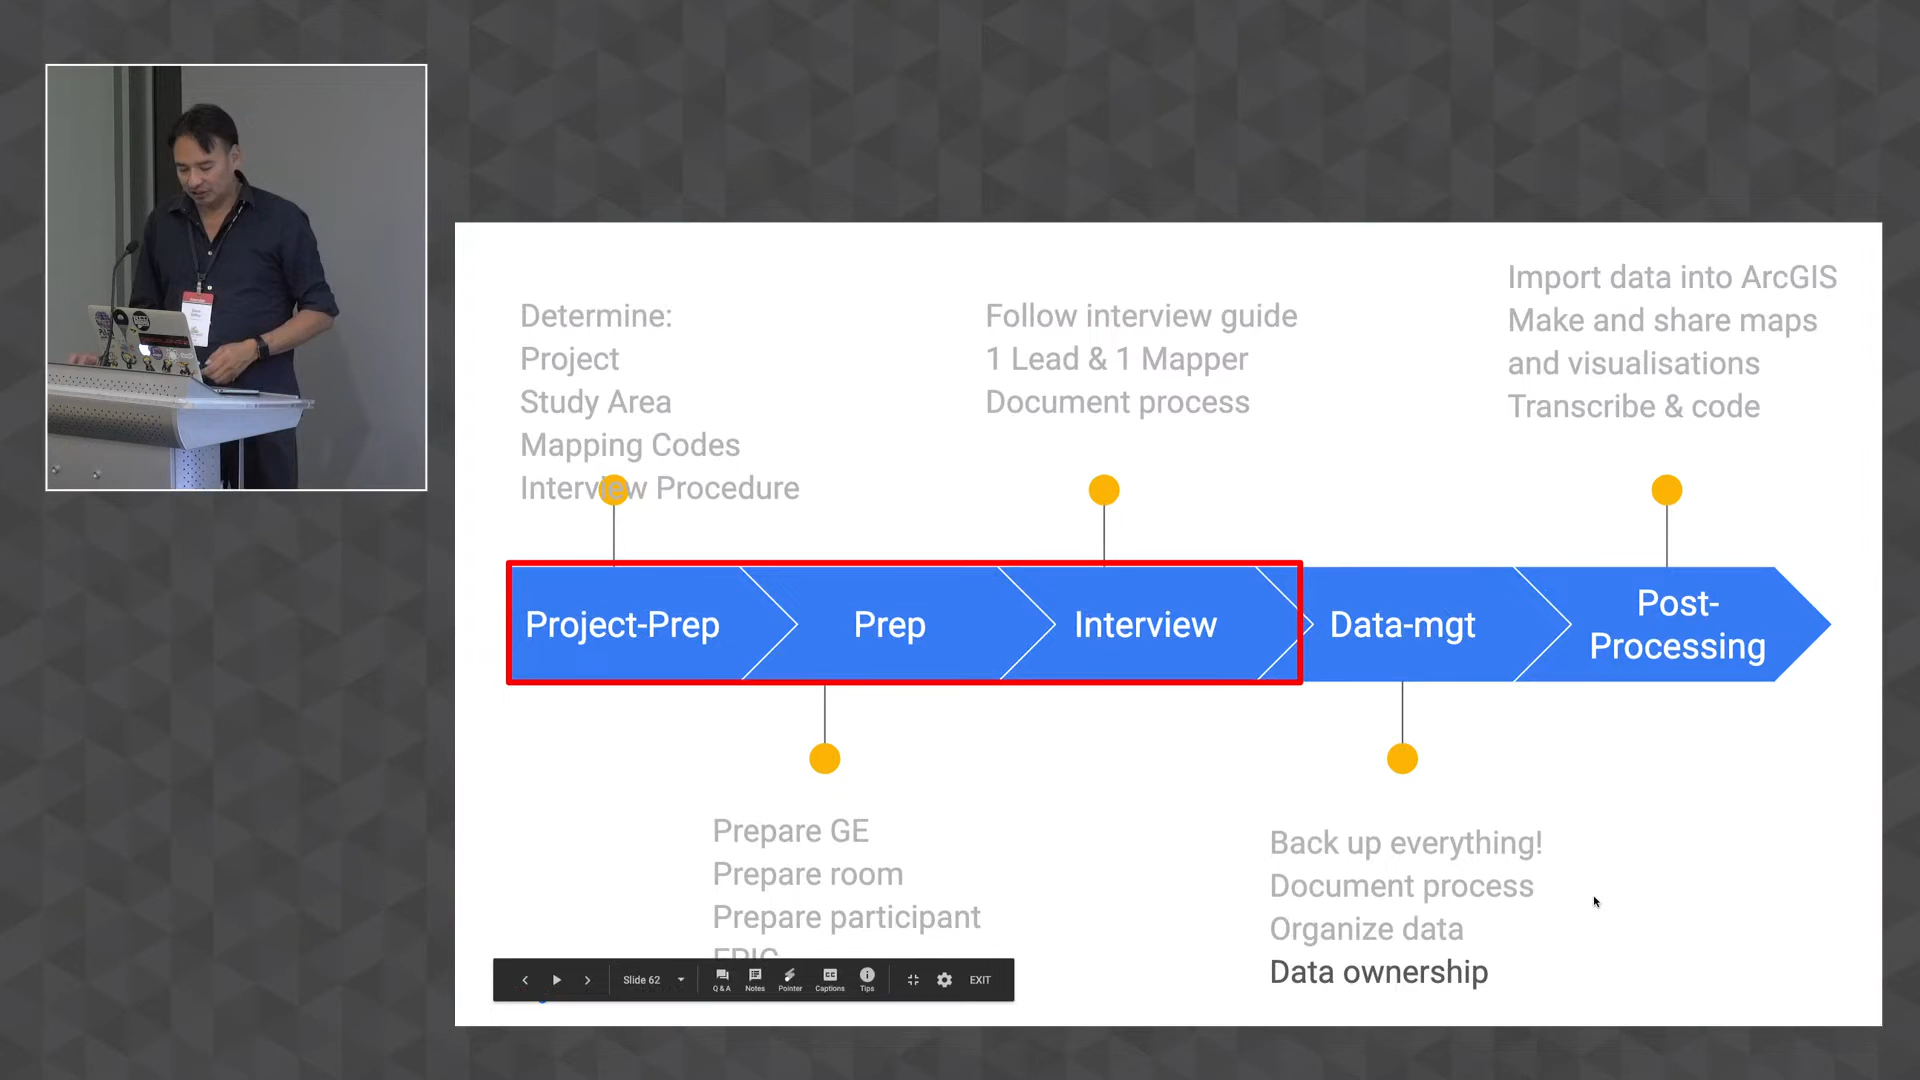 Determine:
Project
Study Area
Mapping Codes
Interview Procedure
Follow interview guide
1 Lead & 1 Mapper
Document process
Import data into ArcGIS
Make and share maps
and visualisations
Transcribe & code
Project-Prep
Prep
Interview
Data-mgt
Post-
Processing
Prepare GE
Prepare room
Prepare participant
EPIC
Back up everything!
Document process
Organize data
Data ownership
Slide 62
Q & A
Notes
Pointer
Captions
Tips
EXIT